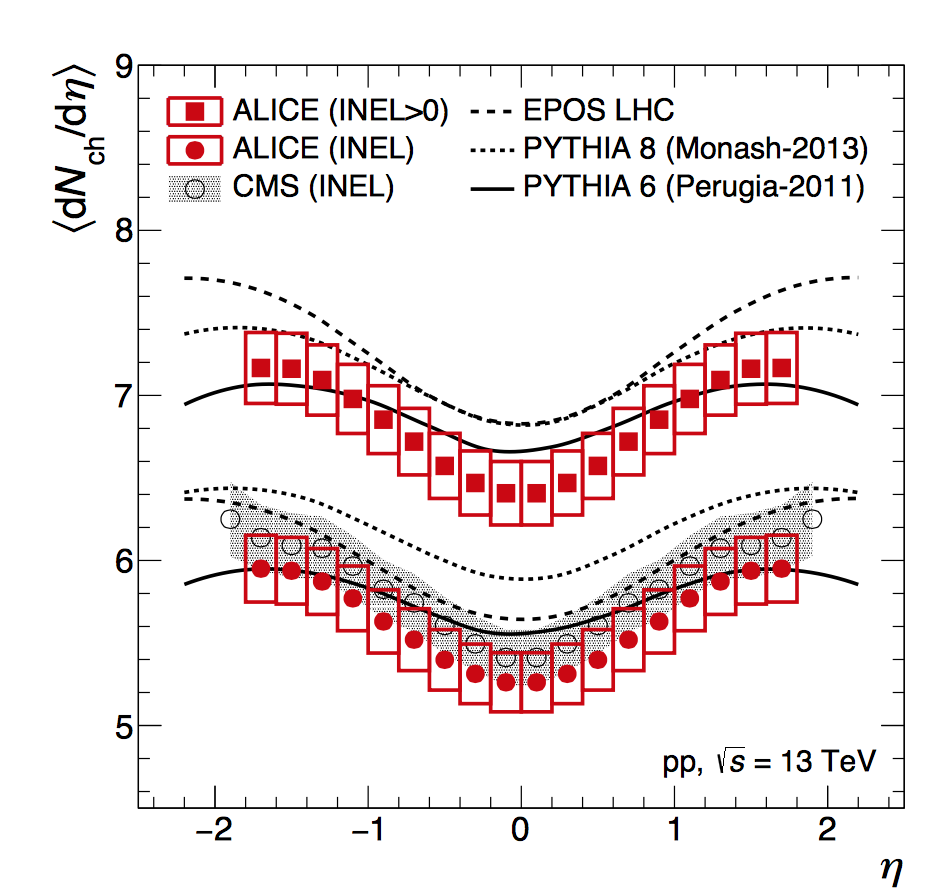 ⟨dN_ch/dη⟩
9
8
7
6
5
ALICE (INEL>0)
ALICE (INEL)
CMS (INEL)
EPOS LHC
PYTHIA 8 (Monash-2013)
PYTHIA 6 (Perugia-2011)
pp, √s = 13 TeV
−2 −1 0 1 2
η